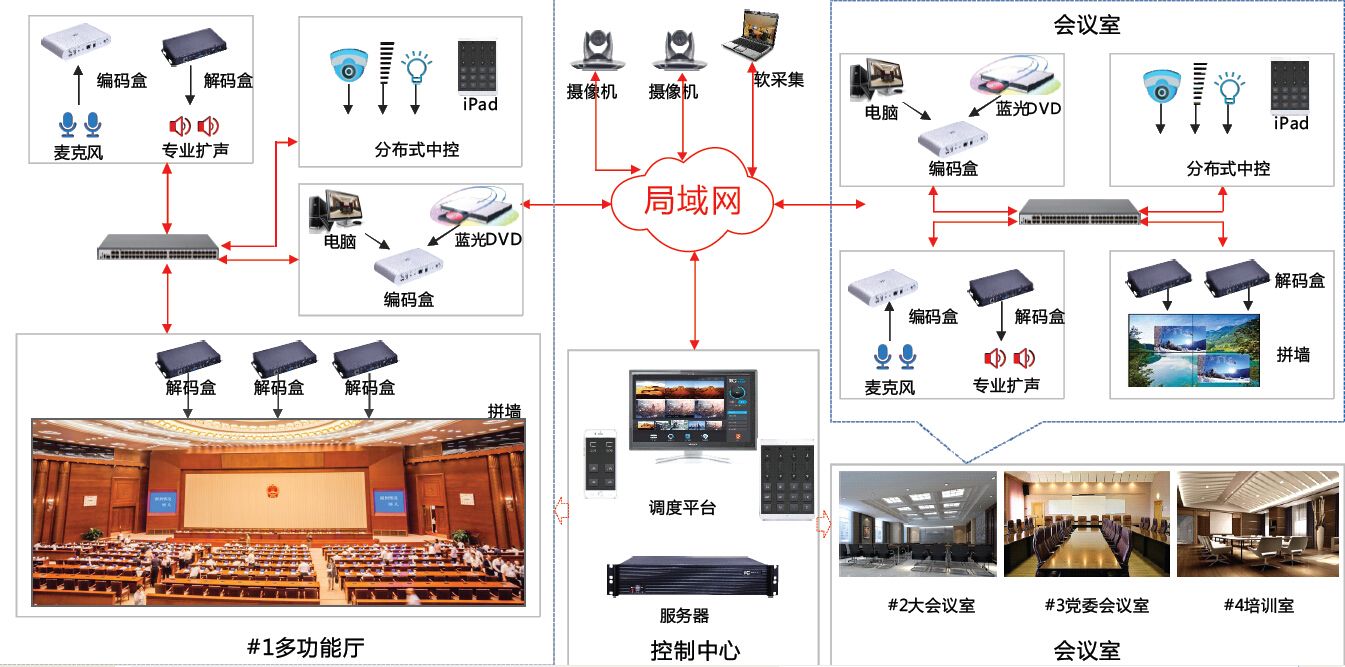 编码盒
解码盒
麦克风
专业扩声
iPad
分布式中控
电脑
蓝光DVD
编码盒
解码盒
解码盒
解码盒
拼墙
#1多功能厅
摄像机
摄像机
软采集
局域网
调度平台
服务器
控制中心
会议室
电脑
蓝光DVD
编码盒
iPad
分布式中控
编码盒
解码盒
麦克风
专业扩声
解码盒
拼墙
#2大会议室
#3党委会议室
#4培训室
会议室